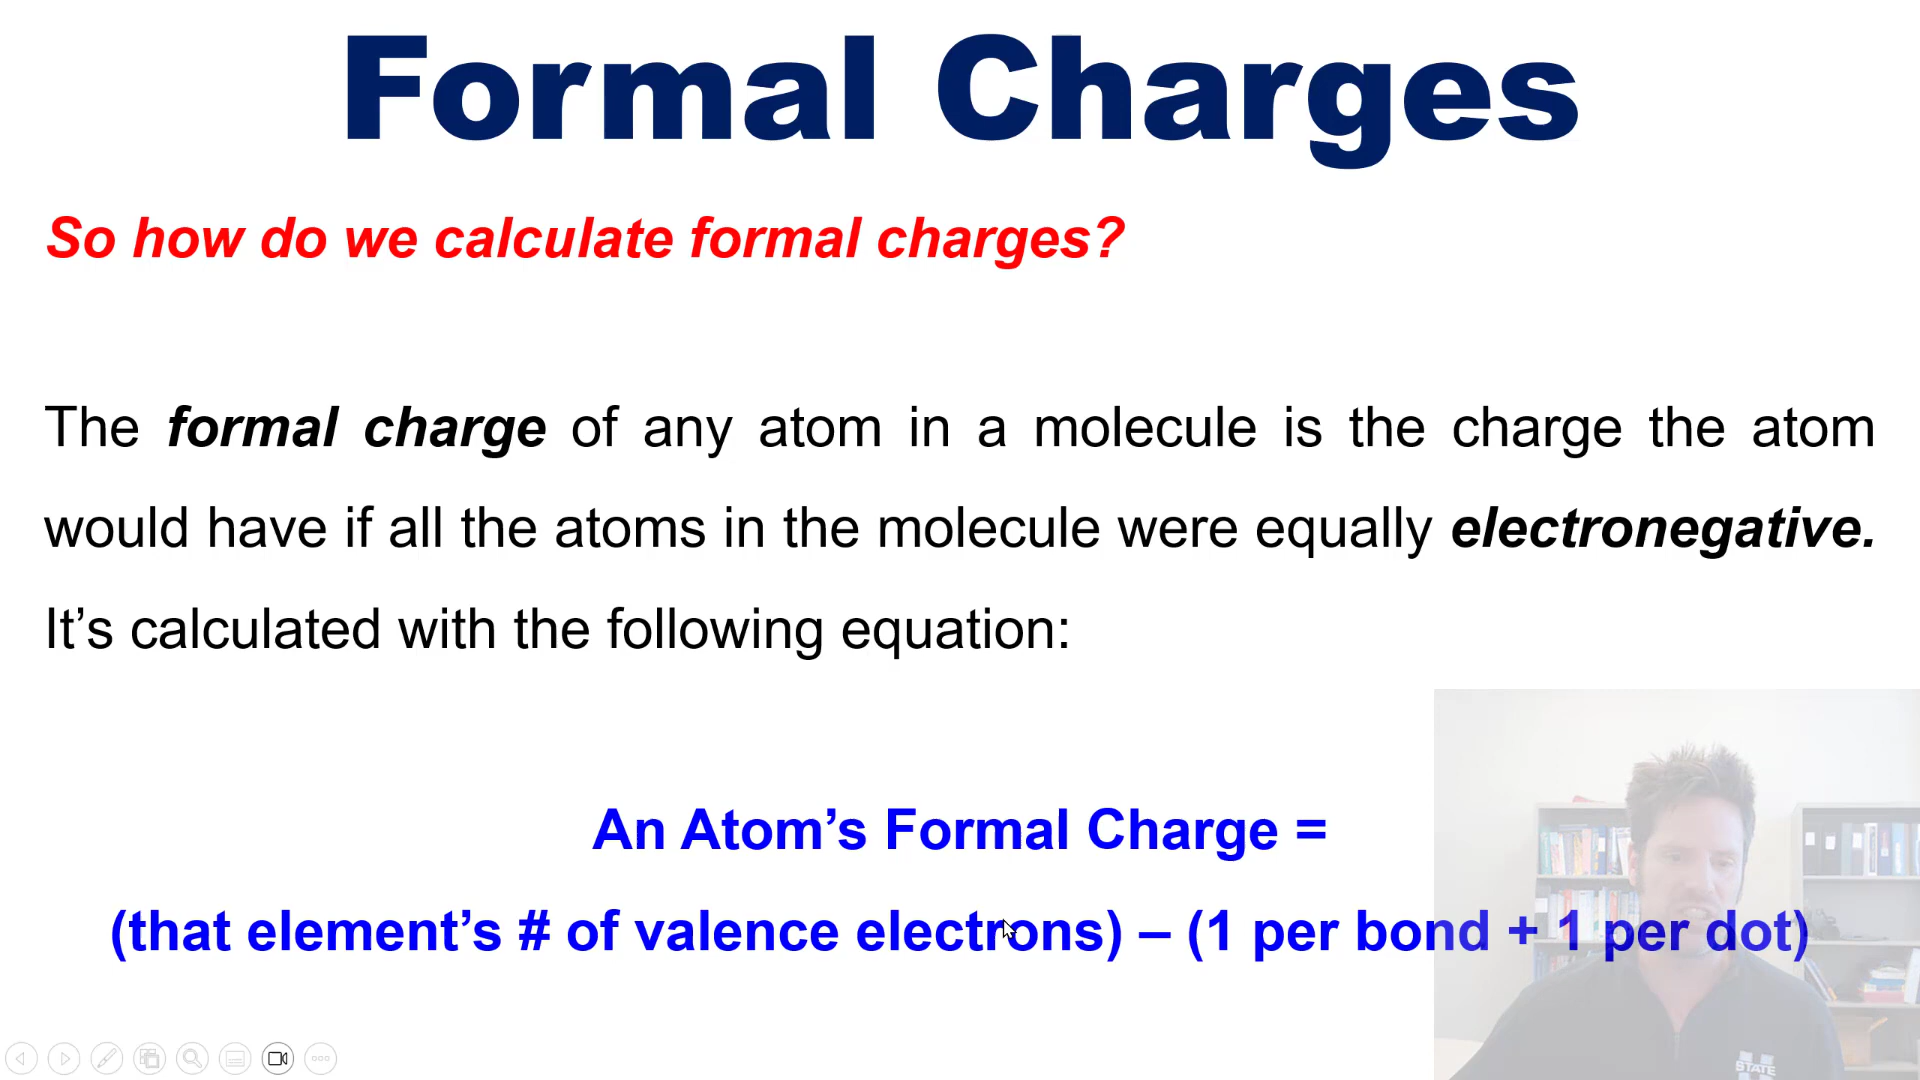 Formal Charges
So how do we calculate formal charges?
The formal charge of any atom in a molecule is the charge the atom
would have if all the atoms in the molecule were equally electronegative.
It’s calculated with the following equation:
An Atom’s Formal Charge =
(that element’s # of valence electrons) – (1 per bond + 1 per dot)
STATE